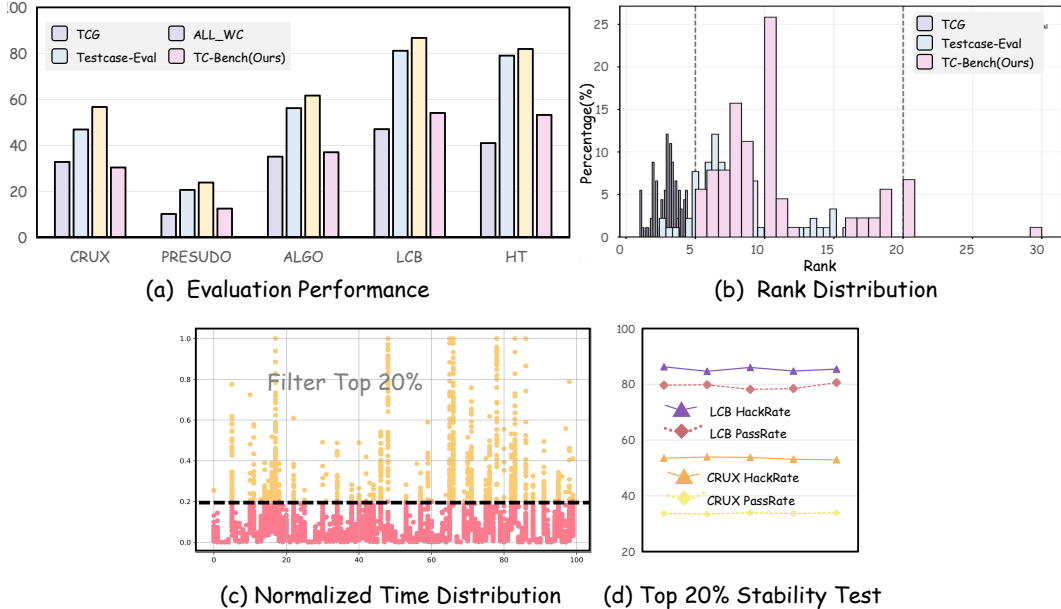 100
80
60
40
20
0
TCG
ALL_WC
Testcase-Eval
TC-Bench(Ours)
CRUX
PRESUDO
ALGO
LCB
HT
(a) Evaluation Performance
25%
20
15
10
5
0
Percentage(%)
TCG
Testcase-Eval
TC-Bench(Ours)
0
5
10
15
20
25
30
Rank
(b) Rank Distribution
1.0
0.8
0.6
0.4
0.2
0.0
Filter Top 20%
0
20
40
60
80
100
(c) Normalized Time Distribution
100
80
60
40
20
LCB HackRate
LCB PassRate
CRUX HackRate
CRUX PassRate
(d) Top 20% Stability Test